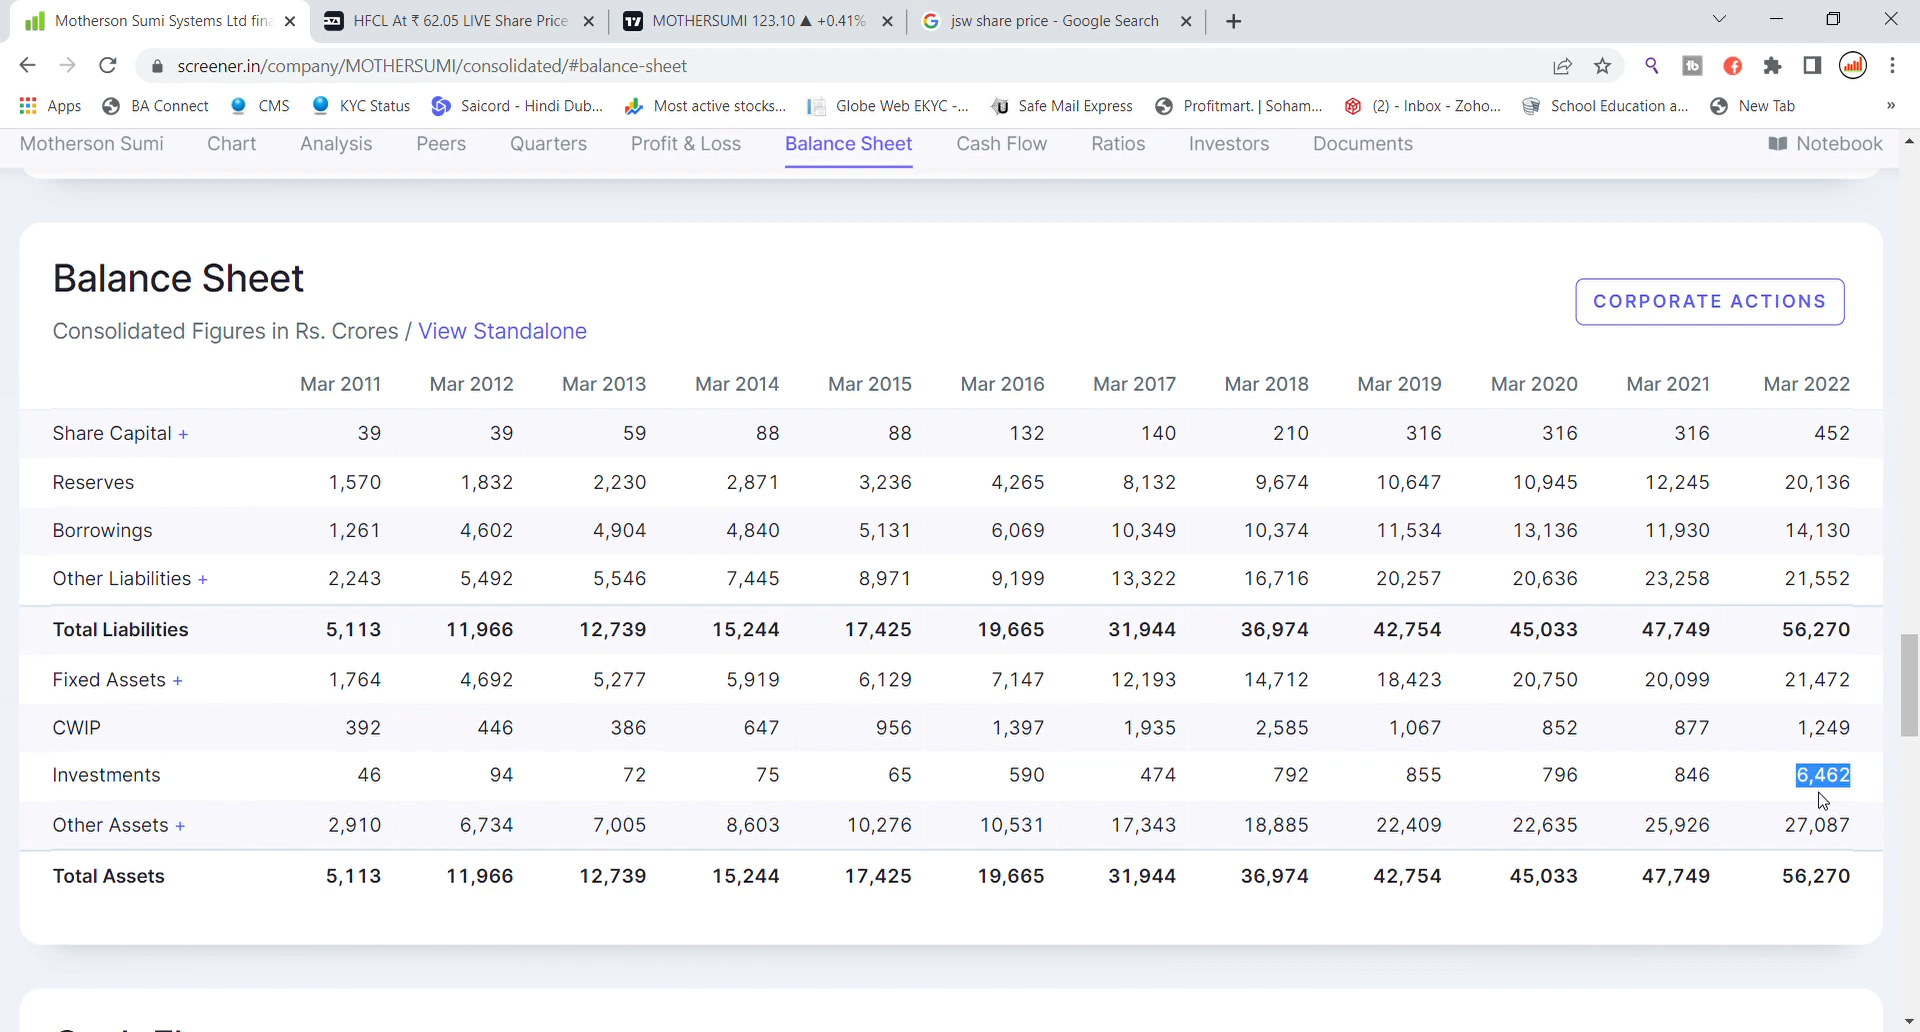 Motherson Sumi Systems Ltd fina
HFCL At ₹ 62.05 LIVE Share Price
MOTHERSUMI 123.10 ▲ +0.41%
jsw share price - Google Search
screener.in/company/MOTHERSUMI/consolidated/#balance-sheet
Apps BA Connect CMS KYC Status Saicord - Hindi Dub... Most active stocks... Globe Web EKYC -... Safe Mail Express Profitmart. | Soham... (2) - Inbox - Zoho... School Education a... New Tab »
Motherson Sumi Chart Analysis Peers Quarters Profit & Loss Balance Sheet Cash Flow Ratios Investors Documents Notebook
Balance Sheet
CORPORATE ACTIONS
Consolidated Figures in Rs. Crores / View Standalone
Mar 2011 Mar 2012 Mar 2013 Mar 2014 Mar 2015 Mar 2016 Mar 2017 Mar 2018 Mar 2019 Mar 2020 Mar 2021 Mar 2022
Share Capital + 39 39 59 88 88 132 140 210 316 316 316 452
Reserves 1,570 1,832 2,230 2,871 3,236 4,265 8,132 9,674 10,647 10,945 12,245 20,136
Borrowings 1,261 4,602 4,904 4,840 5,131 6,069 10,349 10,374 11,534 13,136 11,930 14,130
Other Liabilities + 2,243 5,492 5,546 7,445 8,971 9,199 13,322 16,716 20,257 20,636 23,258 21,552
Total Liabilities 5,113 11,966 12,739 15,244 17,425 19,665 31,944 36,974 42,754 45,033 47,749 56,270
Fixed Assets + 1,764 4,692 5,277 5,919 6,129 7,147 12,193 14,712 18,423 20,750 20,099 21,472
CWIP 392 446 386 647 956 1,397 1,935 2,585 1,067 852 877 1,249
Investments 46 94 72 75 65 590 474 792 855 796 846 6,462
Other Assets + 2,910 6,734 7,005 8,603 10,276 10,531 17,343 18,885 22,409 22,635 25,926 27,087
Total Assets 5,113 11,966 12,739 15,244 17,425 19,665 31,944 36,974 42,754 45,033 47,749 56,270